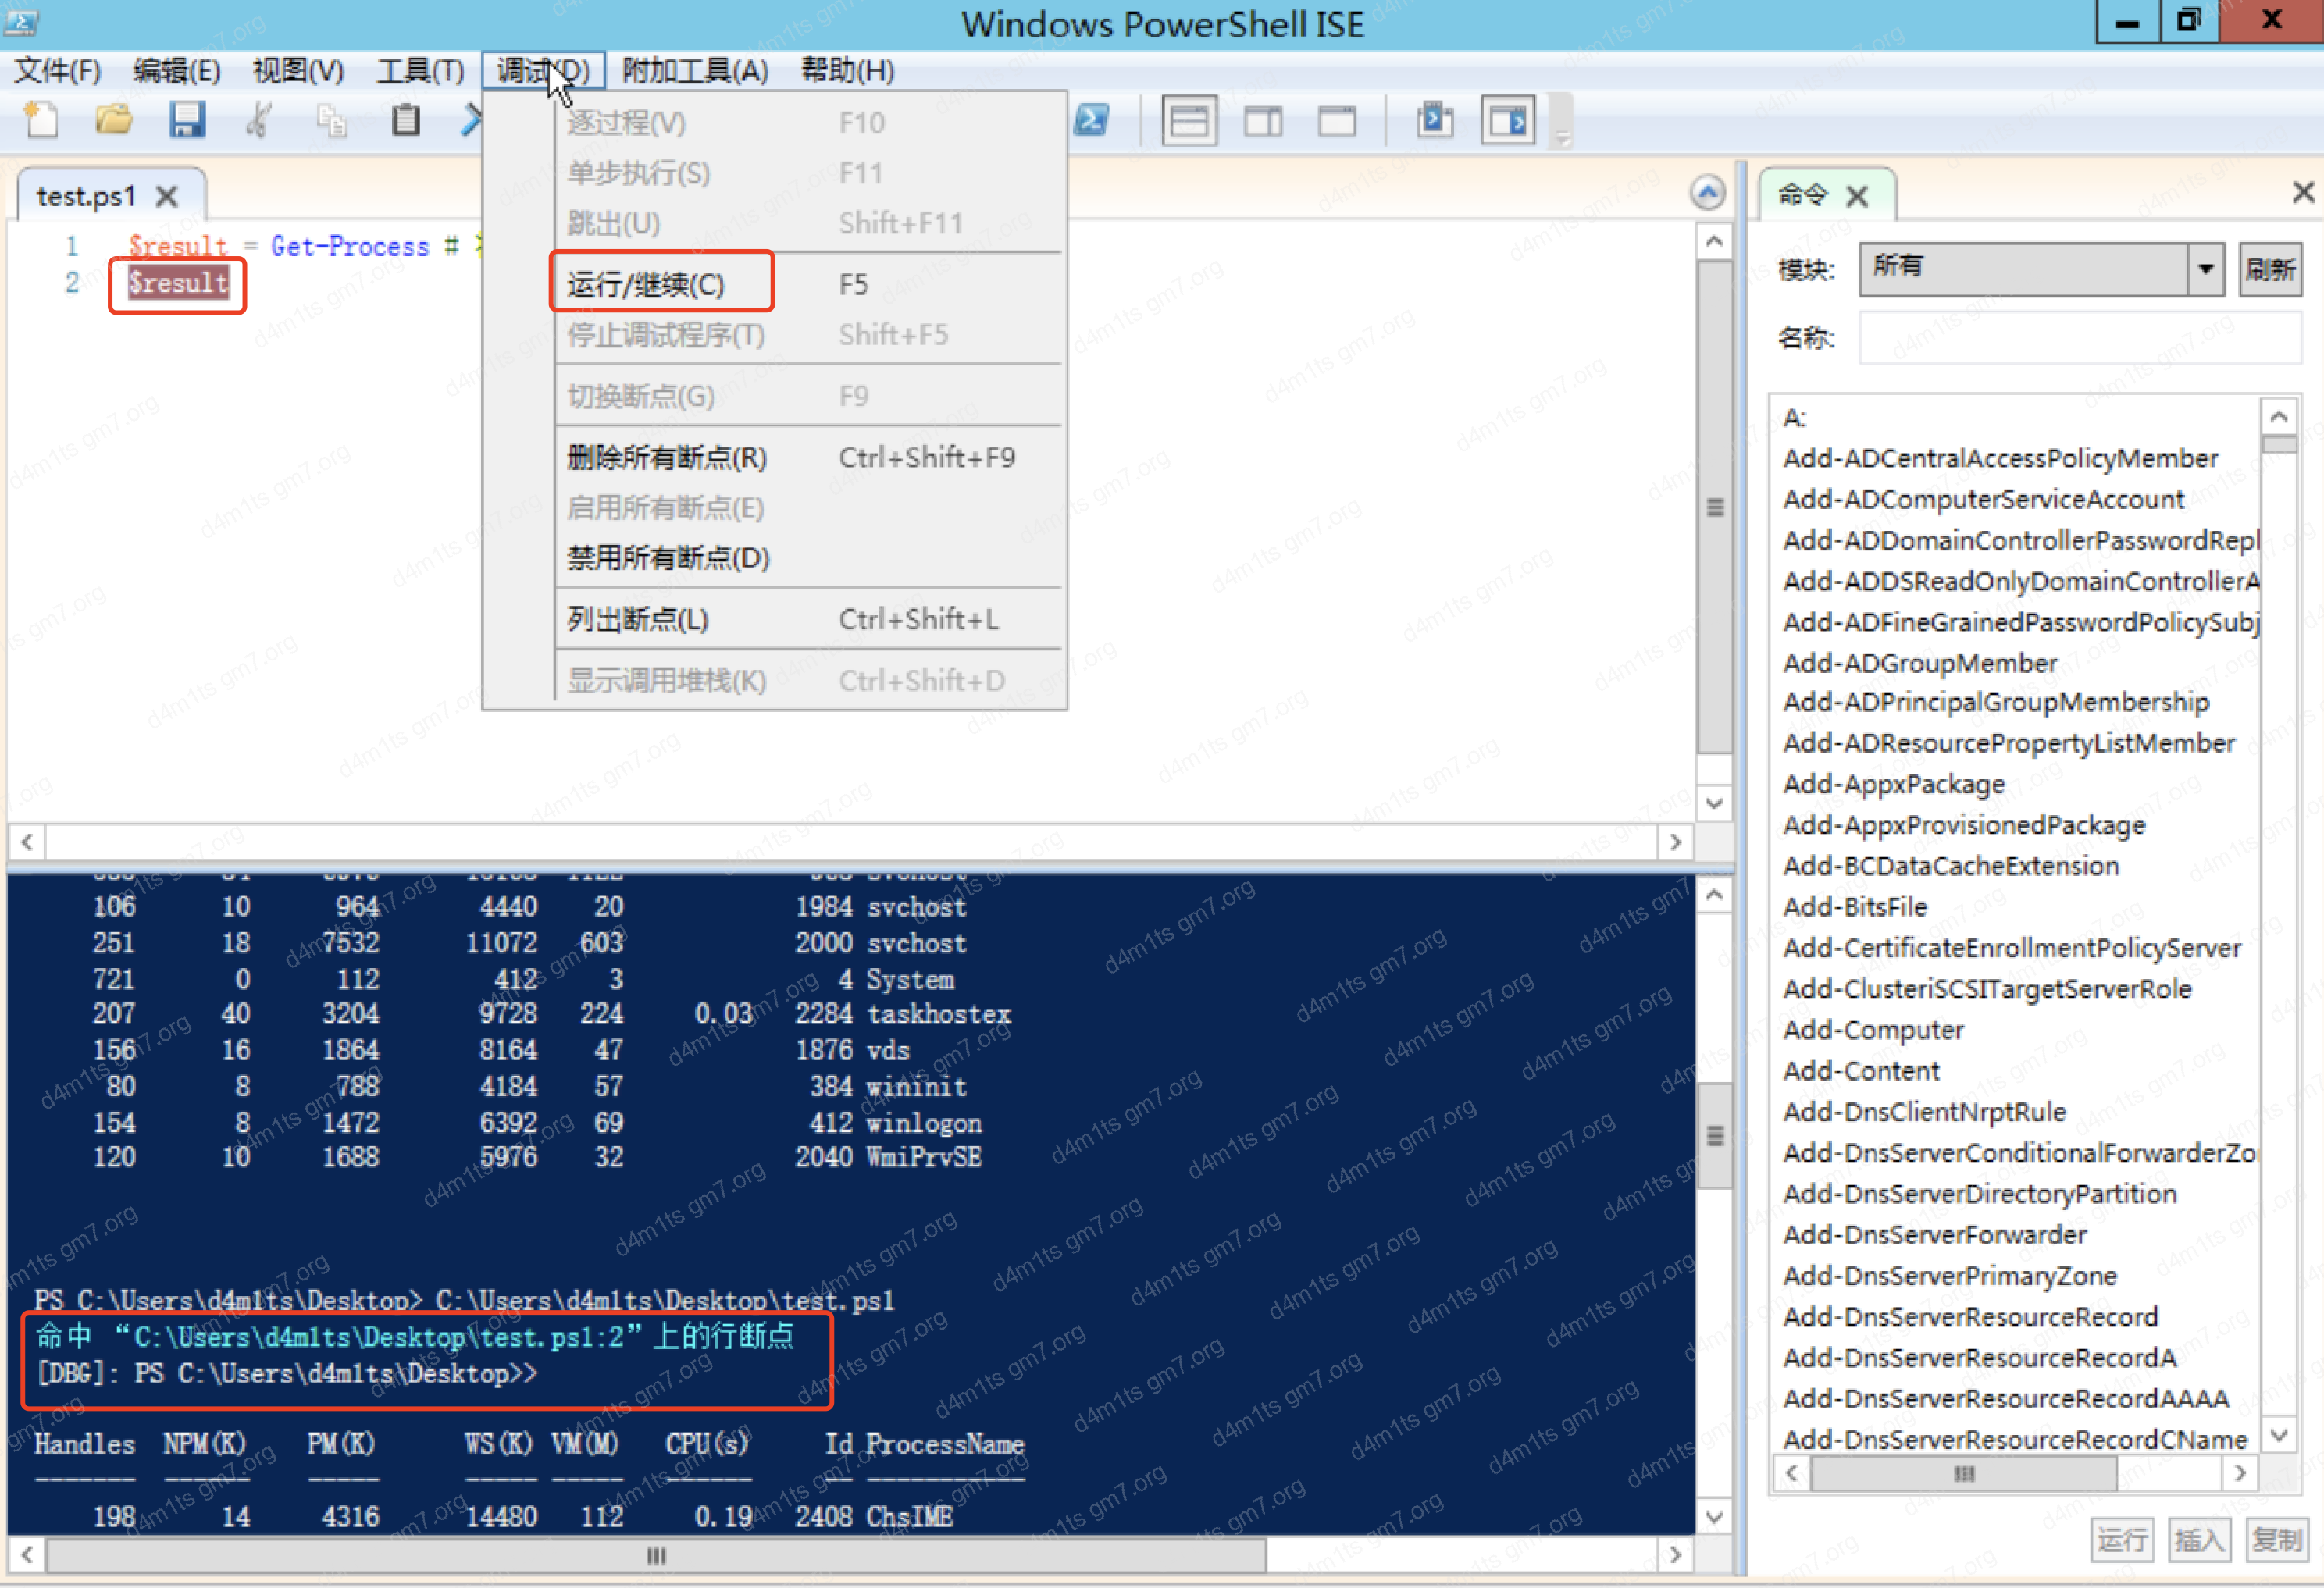 Windows PowerShell ISE
文件(F) 编辑(E) 视图(V) 工具(T) 调试(D) 附加工具(A) 帮助(H)
逐过程(V) F10
单步执行(S) F11
跳出(U) Shift+F11
运行/继续(C) F5
停止调试程序(T) Shift+F5
切换断点(G) F9
删除所有断点(R) Ctrl+Shift+F9
启用所有断点(E)
禁用所有断点(D)
列出断点(L) Ctrl+Shift+L
显示调用堆栈(K) Ctrl+Shift+D
test.ps1
1 $result = Get-Process #
2 $result
106 10 964 4440 20 1984 svchost
251 18 7532 11072 603 2000 svchost
721 0 112 412 3 4 System
207 40 3204 9728 224 0.03 2284 taskhostex
156 16 1864 8164 47 1876 vds
80 8 788 4184 57 384 wininit
154 8 1472 6392 69 412 winlogon
120 10 1688 5976 32 2040 WmiPrvSE
PS C:\Users\d4m1ts\Desktop> C:\Users\d4m1ts\Desktop\test.ps1
命中 “C:\Users\d4m1ts\Desktop\test.ps1:2” 上的行断点
[DBG]: PS C:\Users\d4m1ts\Desktop>>
Handles NPM(K) PM(K) WS(K) VM(M) CPU(s) Id ProcessName
------- ------ ----- ----- ----- ------ -- -----------
198 14 4316 14480 112 0.19 2408 ChsIME
命令
模块: 所有 刷新
名称:
A:
Add-ADCentralAccessPolicyMember
Add-ADComputerServiceAccount
Add-ADDomainControllerPasswordRepl
Add-ADDSReadOnlyDomainControllerA
Add-ADFineGrainedPasswordPolicySubj
Add-ADGroupMember
Add-ADPrincipalGroupMembership
Add-ADResourcePropertyListMember
Add-AppxPackage
Add-AppxProvisionedPackage
Add-BCDataCacheExtension
Add-BitsFile
Add-CertificateEnrollmentPolicyServer
Add-ClusteriSCSITargetServerRole
Add-Computer
Add-Content
Add-DnsClientNrptRule
Add-DnsServerConditionalForwarderZo
Add-DnsServerDirectoryPartition
Add-DnsServerForwarder
Add-DnsServerPrimaryZone
Add-DnsServerResourceRecord
Add-DnsServerResourceRecordA
Add-DnsServerResourceRecordAAAA
Add-DnsServerResourceRecordCName
运行 插入 复制
d4m1ts gm7.org